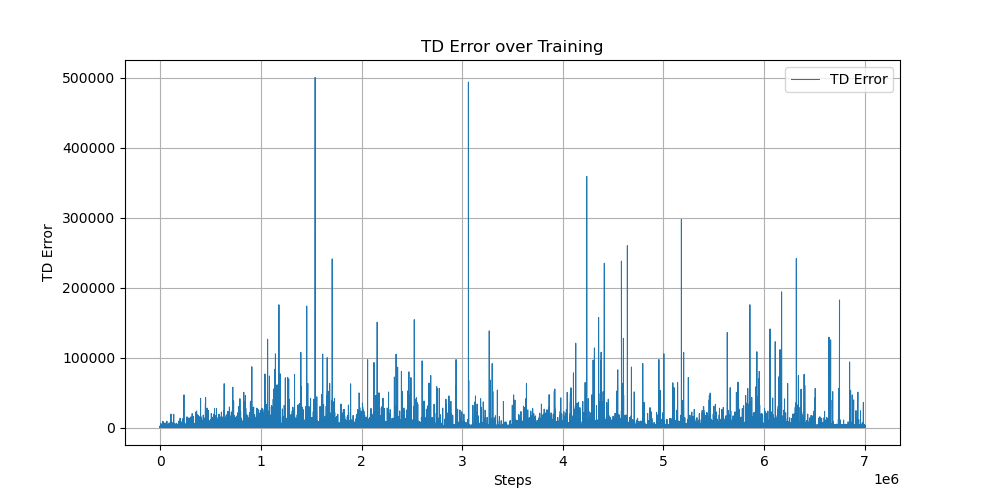 TD Error over Training
TD Error
500000
400000
300000
200000
100000
0
TD Error
0 1 2 3 4 5 6 7
1e6
Steps